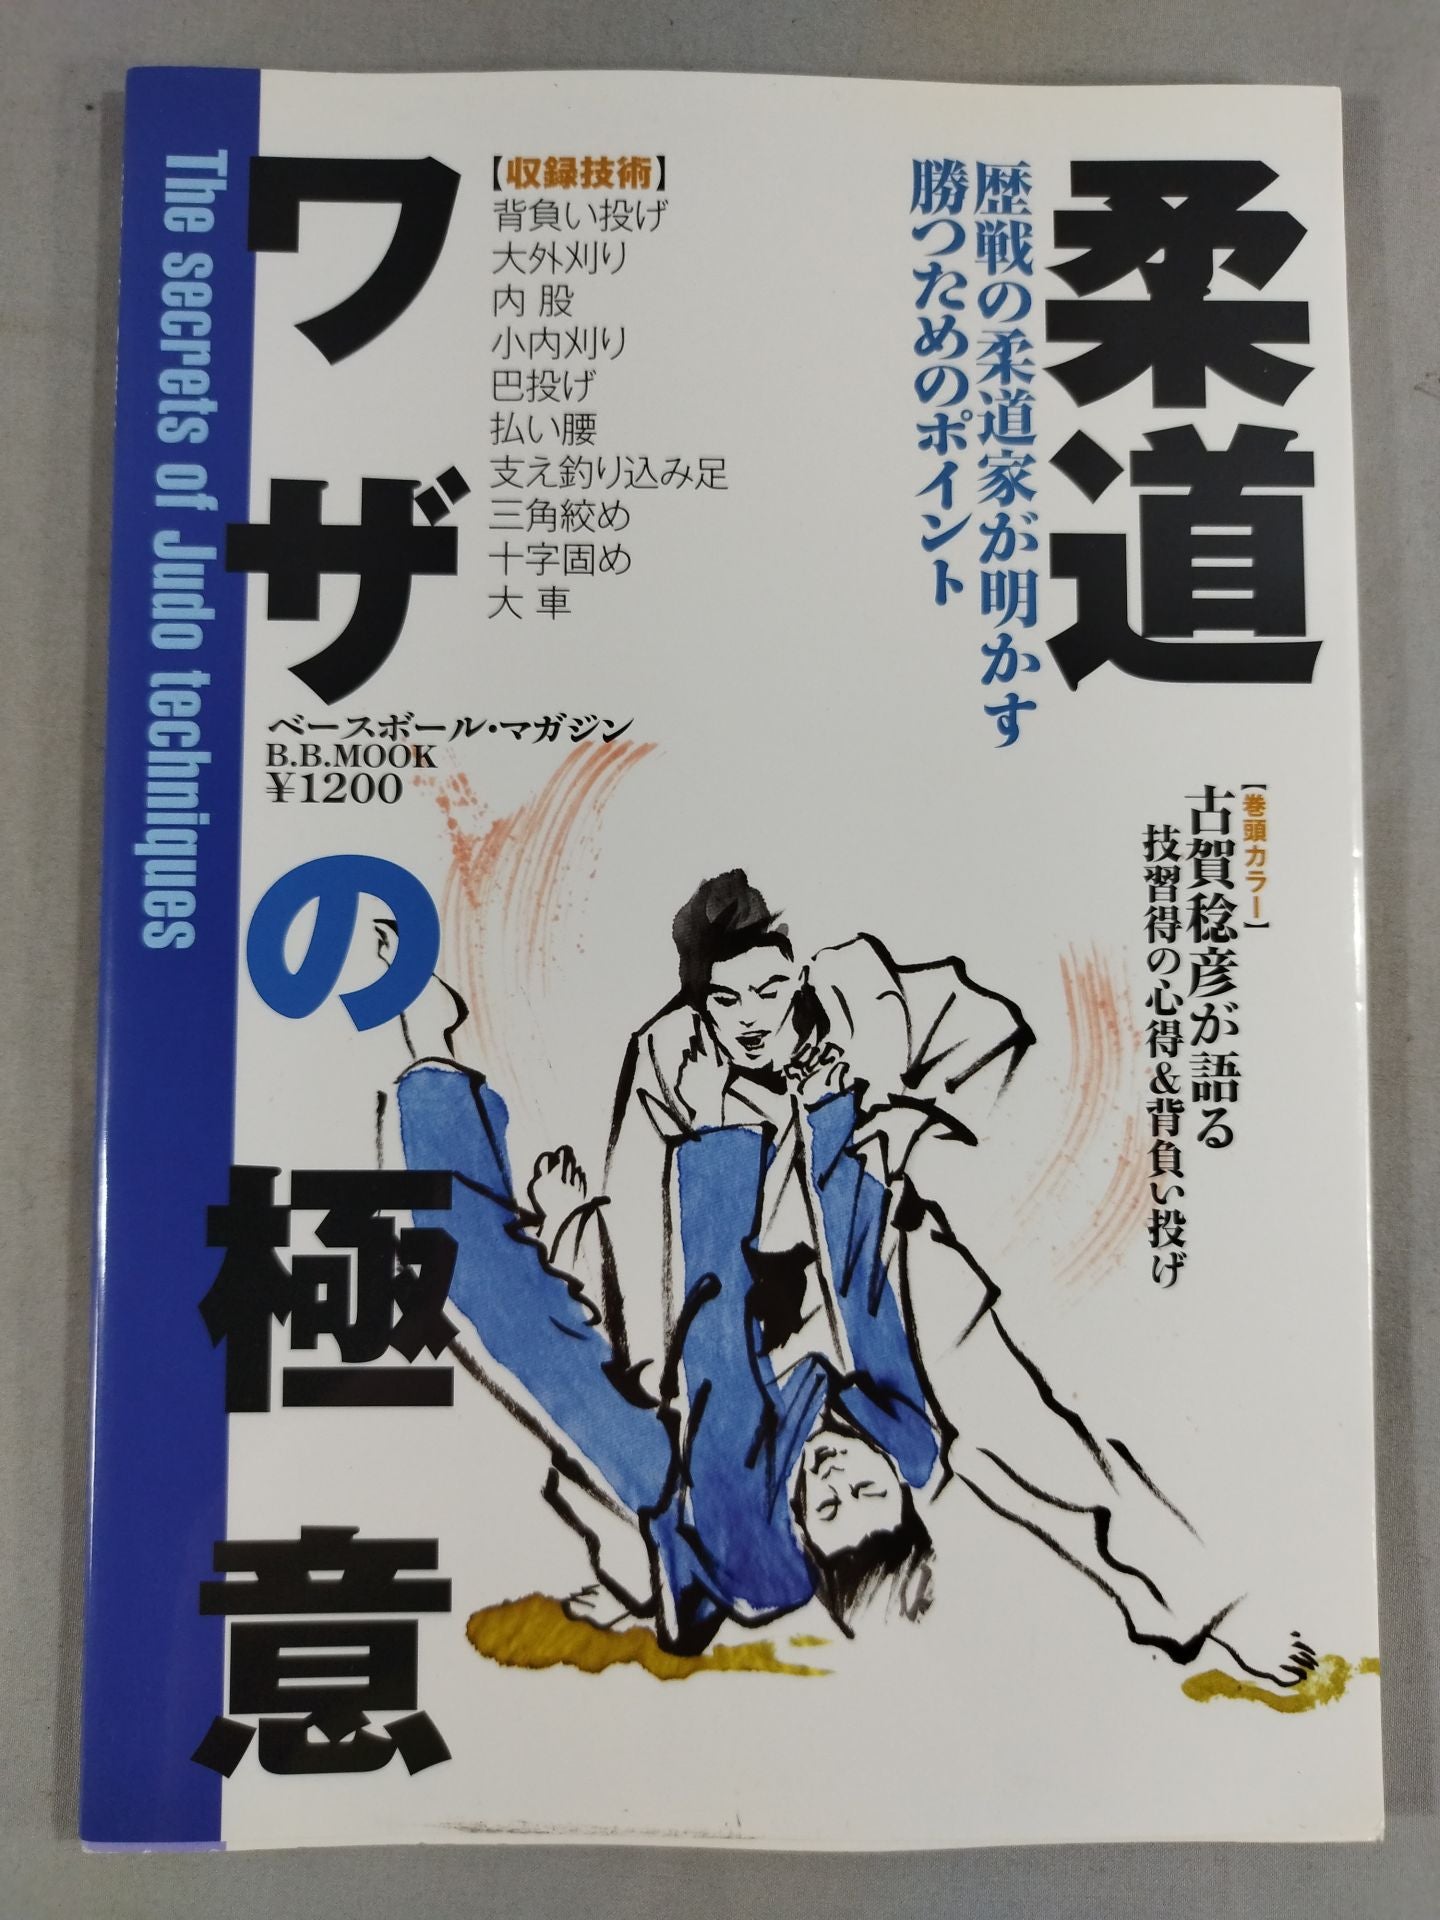 柔道
歴戦の柔道家が明かす
勝つためのポイント
【収録技術】
背負い投げ
大外刈り
内股
小内刈り
巴投げ
払い腰
支え釣り込み足
三角絞め
十字固め
大車
ワザの極意
The secrets of Judo techniques
ベースボール・マガジン
B.B.MOOK
¥1200
【巻頭カラー】
古賀稔彦が語る
技習得の心得&背負い投げ